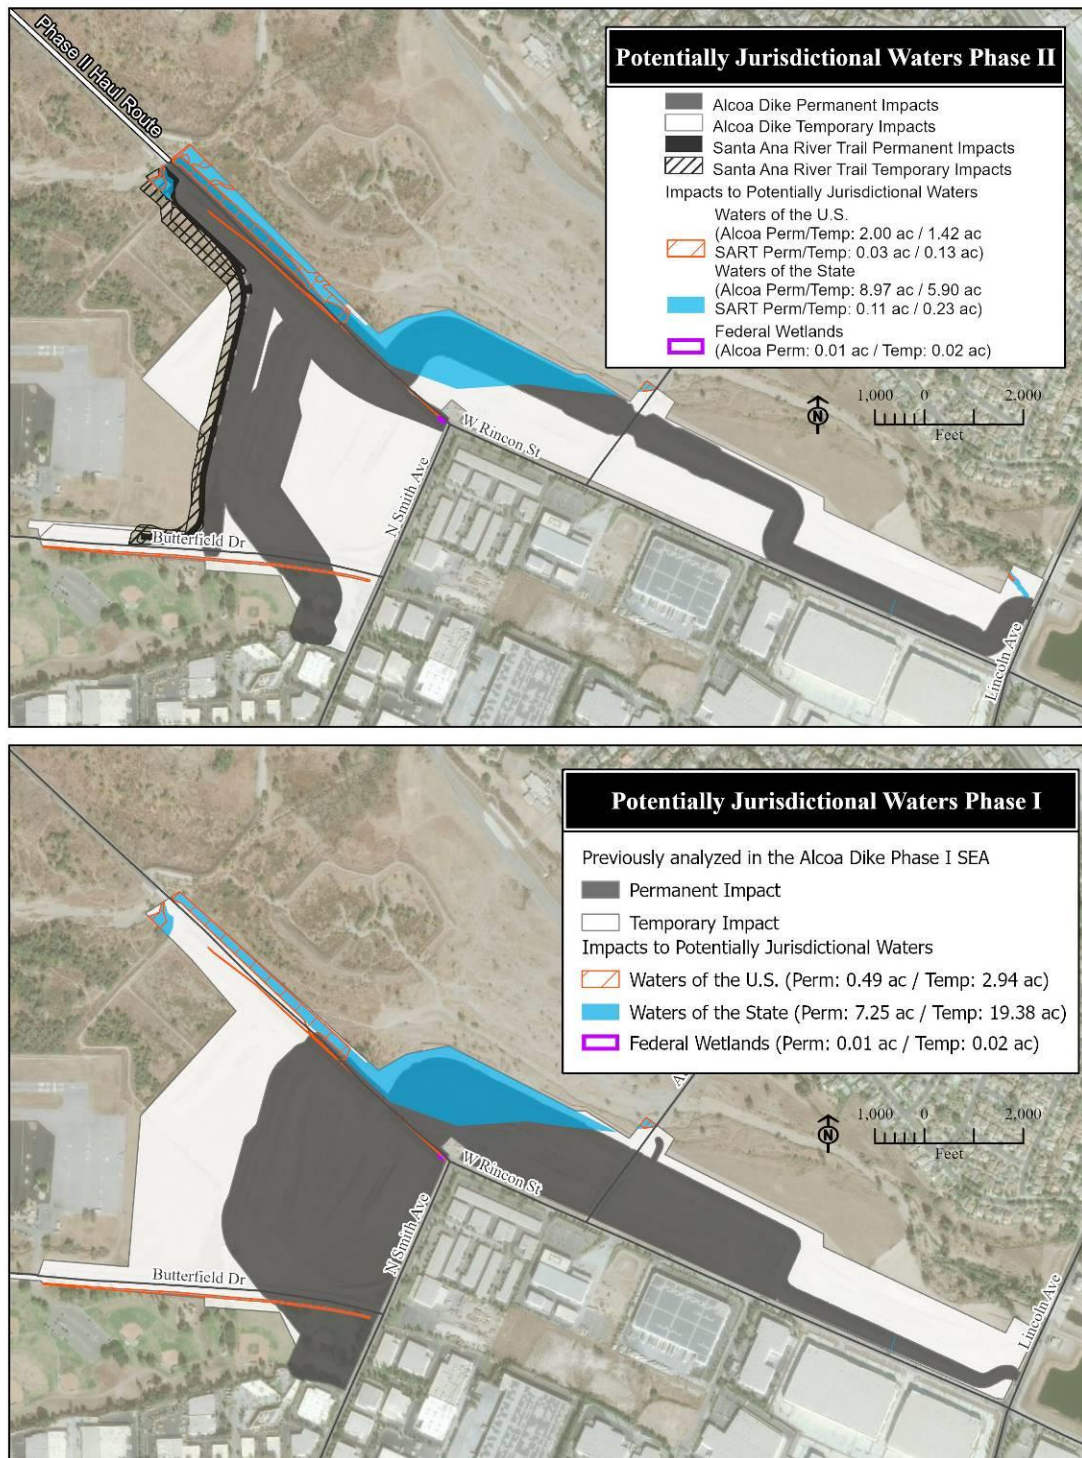 Potentially Jurisdictional Waters Phase II
Alcoa Dike Permanent Impacts
Alcoa Dike Temporary Impacts
Santa Ana River Trail Permanent Impacts
Santa Ana River Trail Temporary Impacts
Impacts to Potentially Jurisdictional Waters
Waters of the U.S.
(Alcoa Perm/Temp: 2.00 ac / 1.42 ac
SART Perm/Temp: 0.03 ac / 0.13 ac)
Waters of the State
(Alcoa Perm/Temp: 8.97 ac / 5.90 ac
SART Perm/Temp: 0.11 ac / 0.23 ac)
Federal Wetlands
(Alcoa Perm: 0.01 ac / Temp: 0.02 ac)
Phase II Haul Route
N
1,000 0 2,000
Feet
W Rincon St
N Smith Ave
Butterfield Dr
Lincoln Ave
Potentially Jurisdictional Waters Phase I
Previously analyzed in the Alcoa Dike Phase I SEA
Permanent Impact
Temporary Impact
Impacts to Potentially Jurisdictional Waters
Waters of the U.S. (Perm: 0.49 ac / Temp: 2.94 ac)
Waters of the State (Perm: 7.25 ac / Temp: 19.38 ac)
Federal Wetlands (Perm: 0.01 ac / Temp: 0.02 ac)
N
1,000 0 2,000
Feet
W Rincon St
N Smith Ave
Butterfield Dr
Lincoln Ave